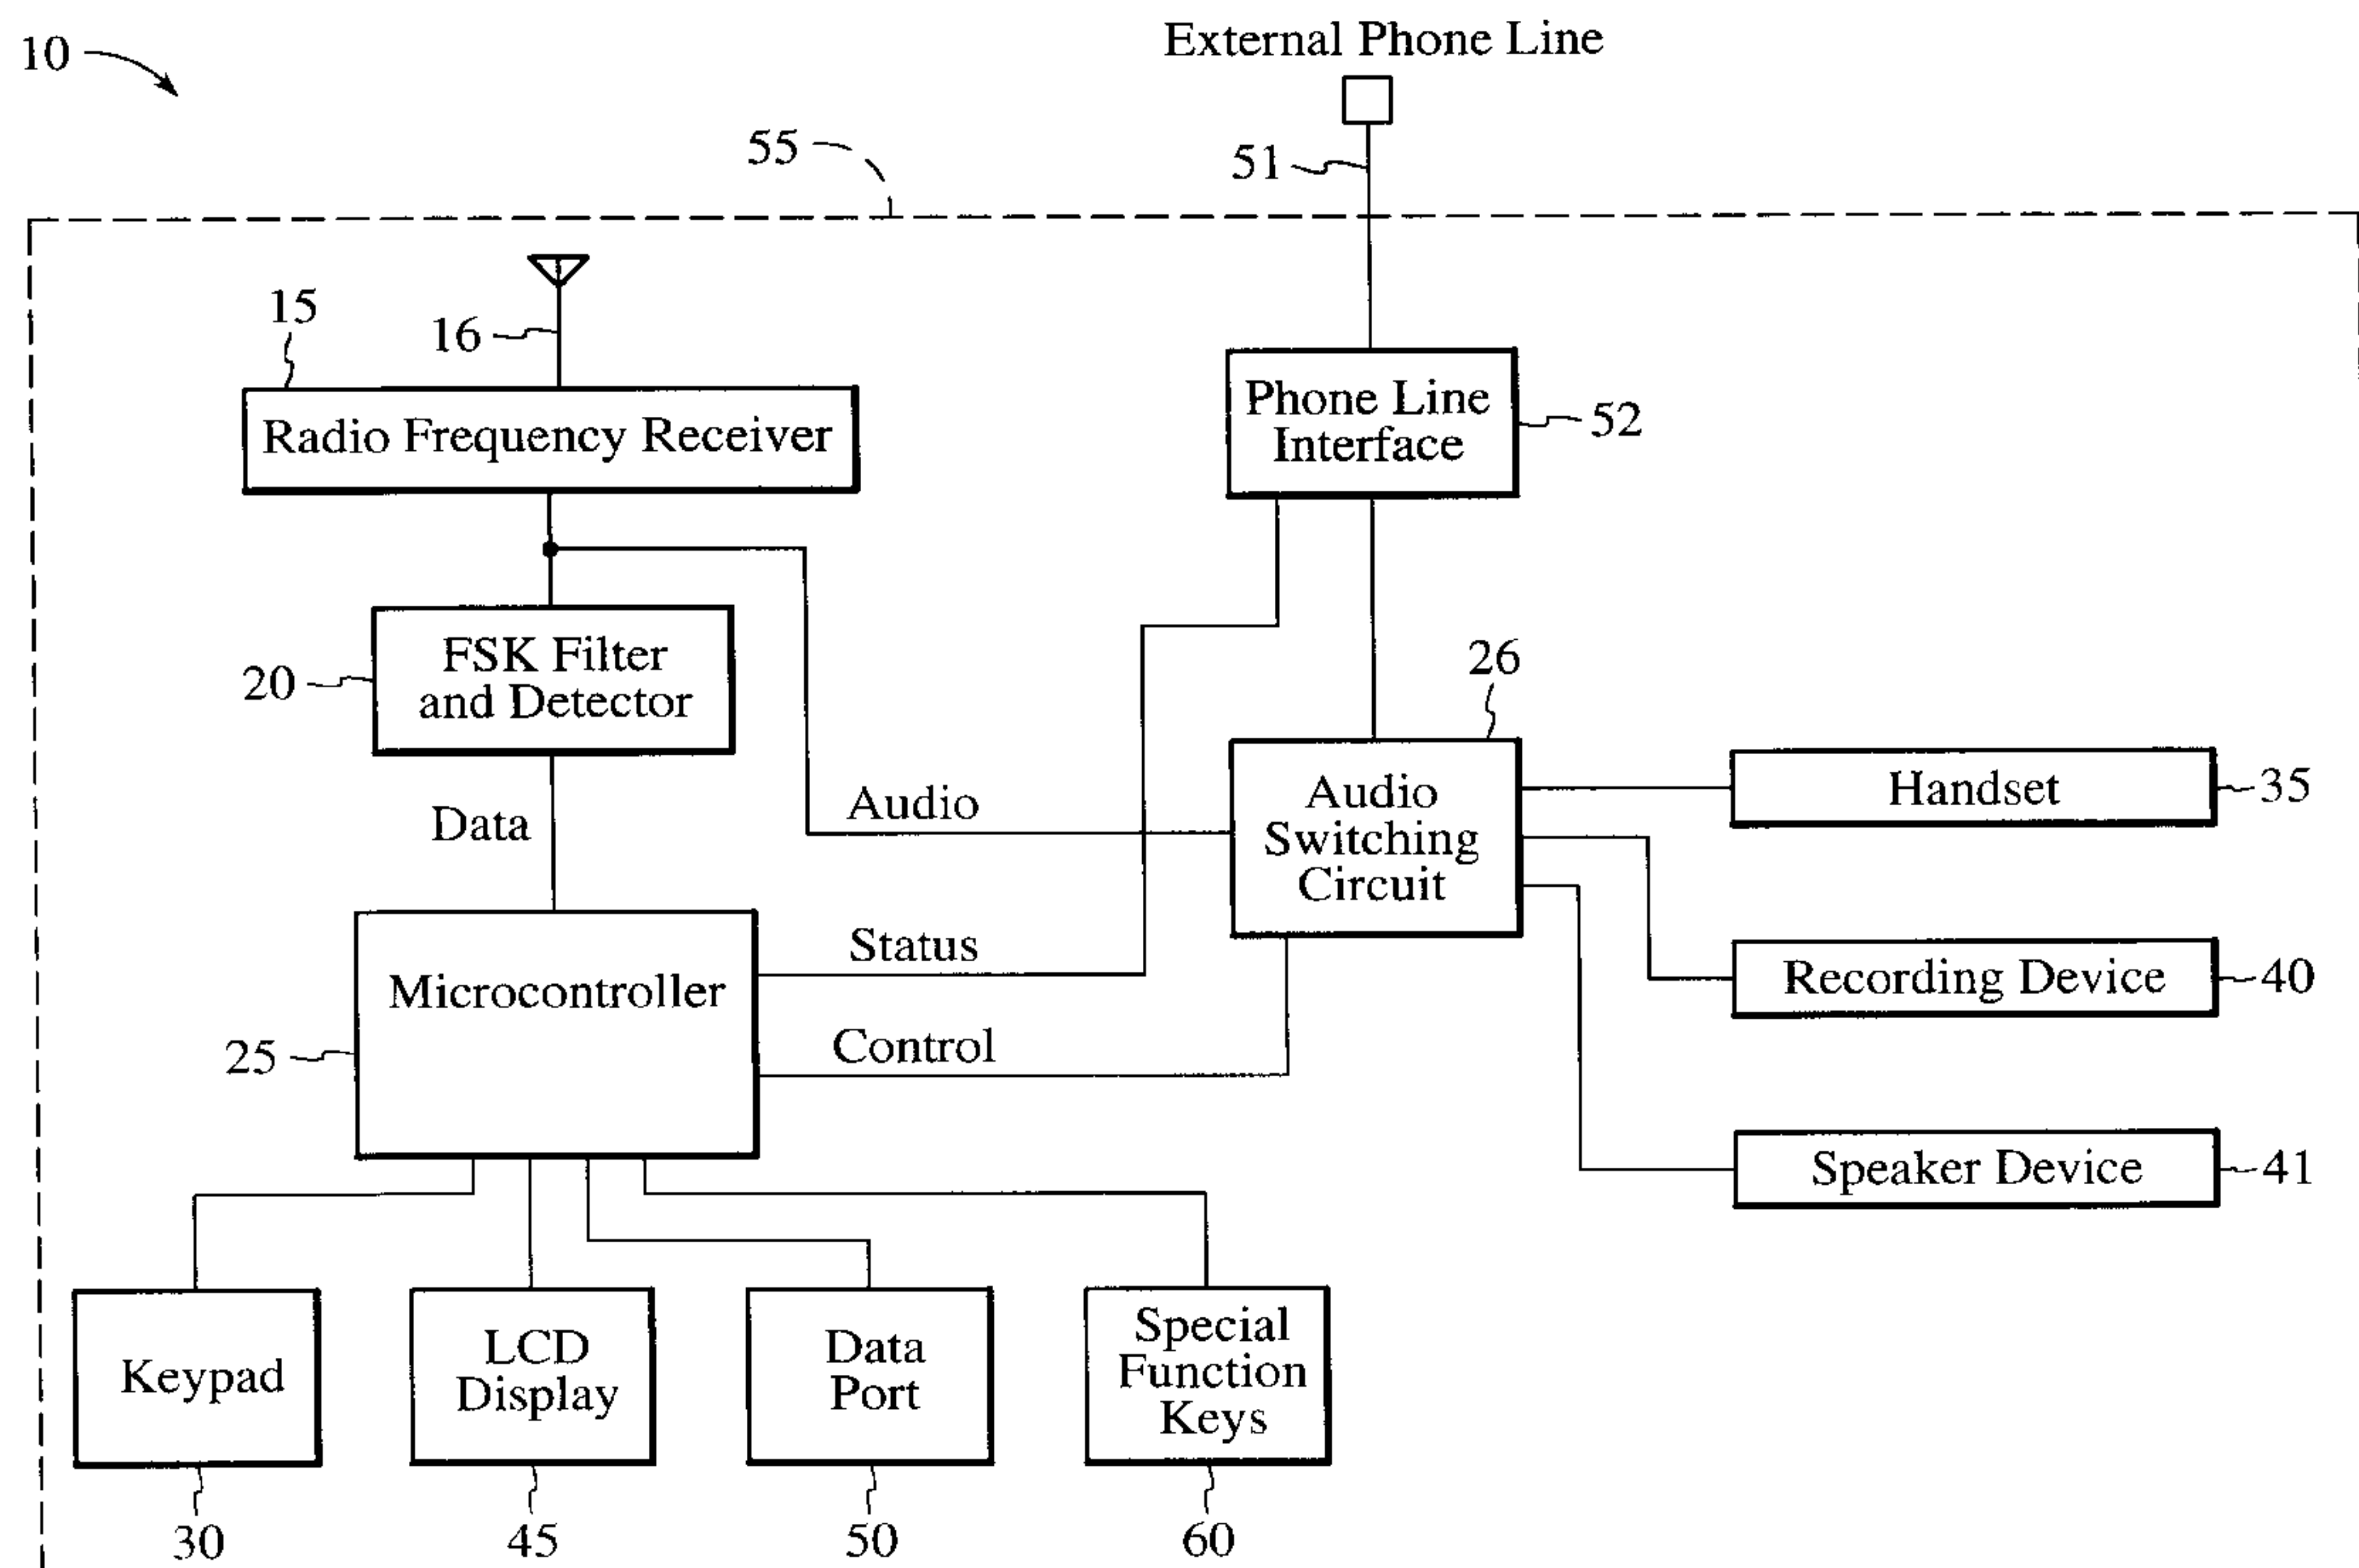 External Phone Line
10
55
51
15
16
Radio Frequency Receiver
Phone Line
Interface
52
FSK Filter
and Detector
20
26
Data
Audio
Audio
Switching
Circuit
Handset
35
Status
Microcontroller
Recording Device
40
25
Control
Speaker Device
41
Keypad
LCD
Display
Data
Port
Special
Function
Keys
30
45
50
60